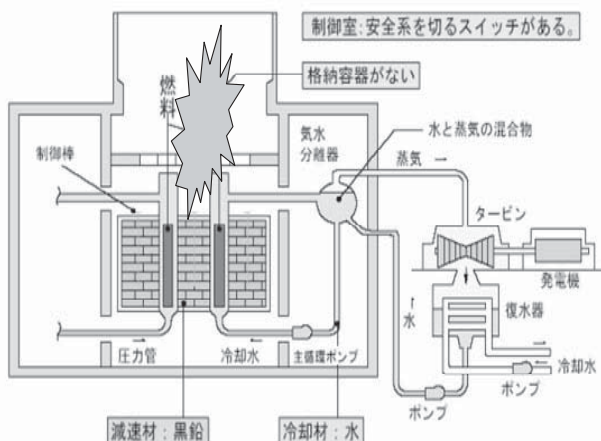 制御室:安全系を切るスイッチがある。
格納容器がない
燃料
制御棒
気水
分離器
水と蒸気の混合物
蒸気 →
タービン
発電機
復水器
水
冷却水
ポンプ
ポンプ
圧力管
冷却水
主循環ポンプ
減速材:黒鉛
冷却材:水